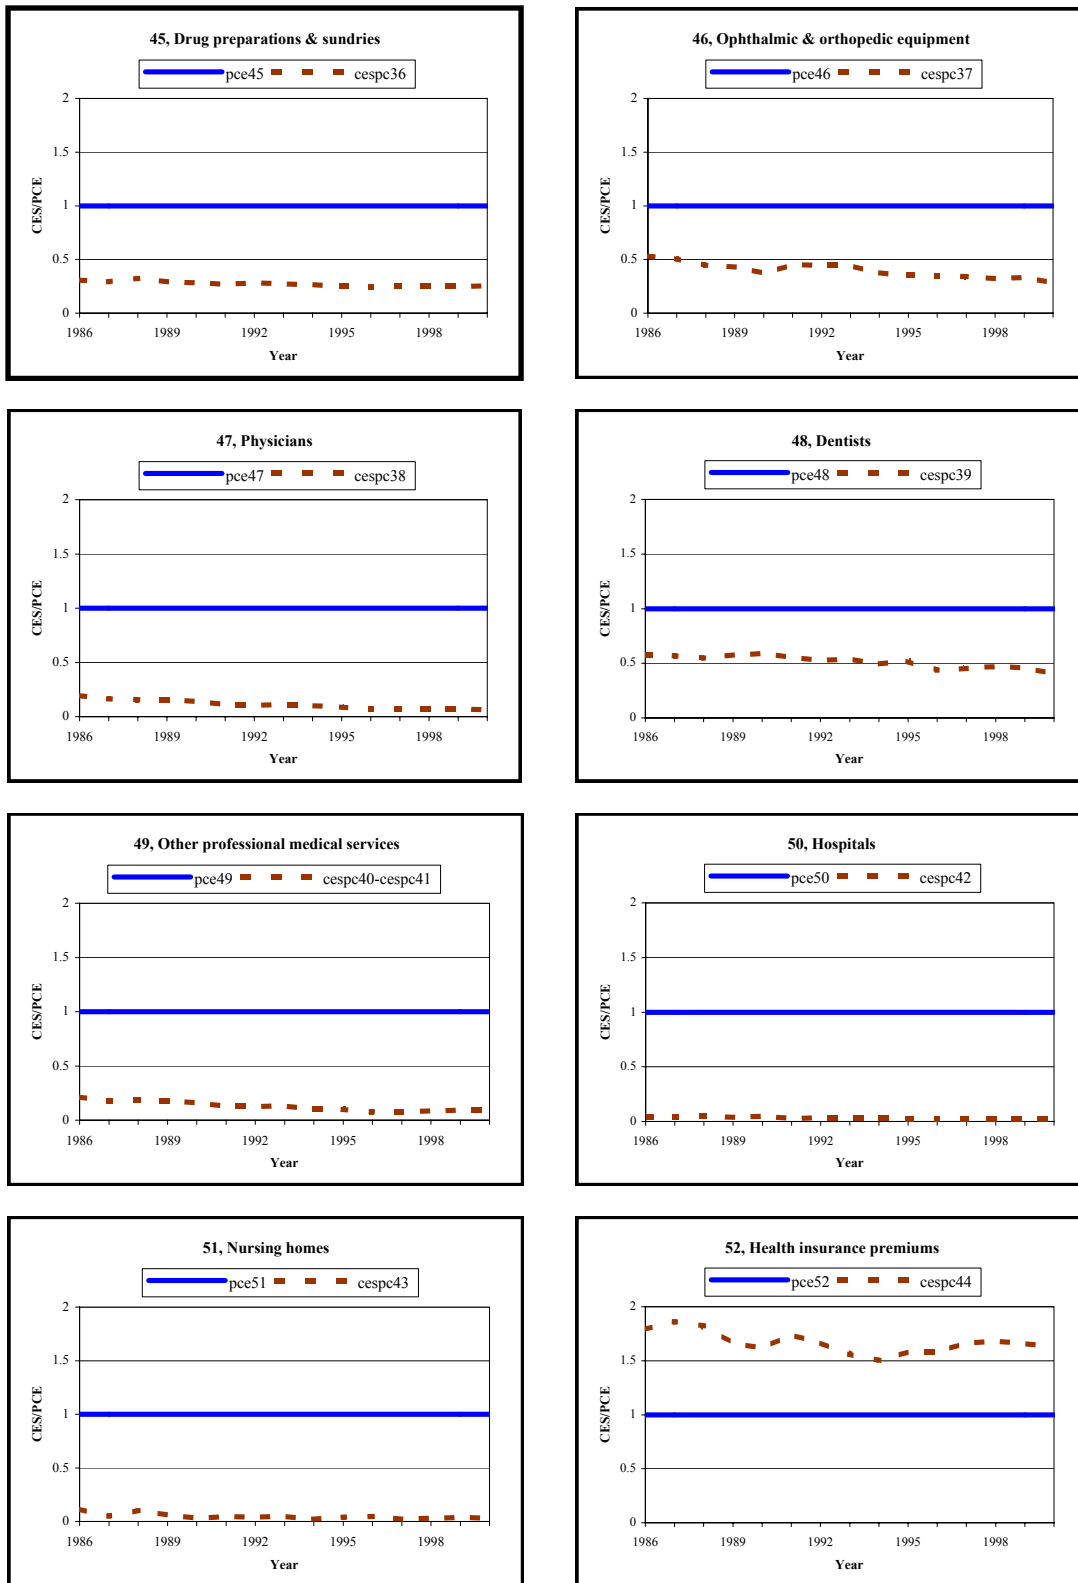 45, Drug preparations & sundries
pce45 cespc36
2
1.5
1
0.5
0
CES/PCE
1986 1989 1992 1995 1998
Year
46, Ophthalmic & orthopedic equipment
pce46 cespc37
2
1.5
1
0.5
0
CES/PCE
1986 1989 1992 1995 1998
Year
47, Physicians
pce47 cespc38
2
1.5
1
0.5
0
CES/PCE
1986 1989 1992 1995 1998
Year
48, Dentists
pce48 cespc39
2
1.5
1
0.5
0
CES/PCE
1986 1989 1992 1995 1998
Year
49, Other professional medical services
pce49 cespc40-cespc41
2
1.5
1
0.5
0
CES/PCE
1986 1989 1992 1995 1998
Year
50, Hospitals
pce50 cespc42
2
1.5
1
0.5
0
CES/PCE
1986 1989 1992 1995 1998
Year
51, Nursing homes
pce51 cespc43
2
1.5
1
0.5
0
CES/PCE
1986 1989 1992 1995 1998
Year
52, Health insurance premiums
pce52 cespc44
2
1.5
1
0.5
0
CES/PCE
1986 1989 1992 1995 1998
Year